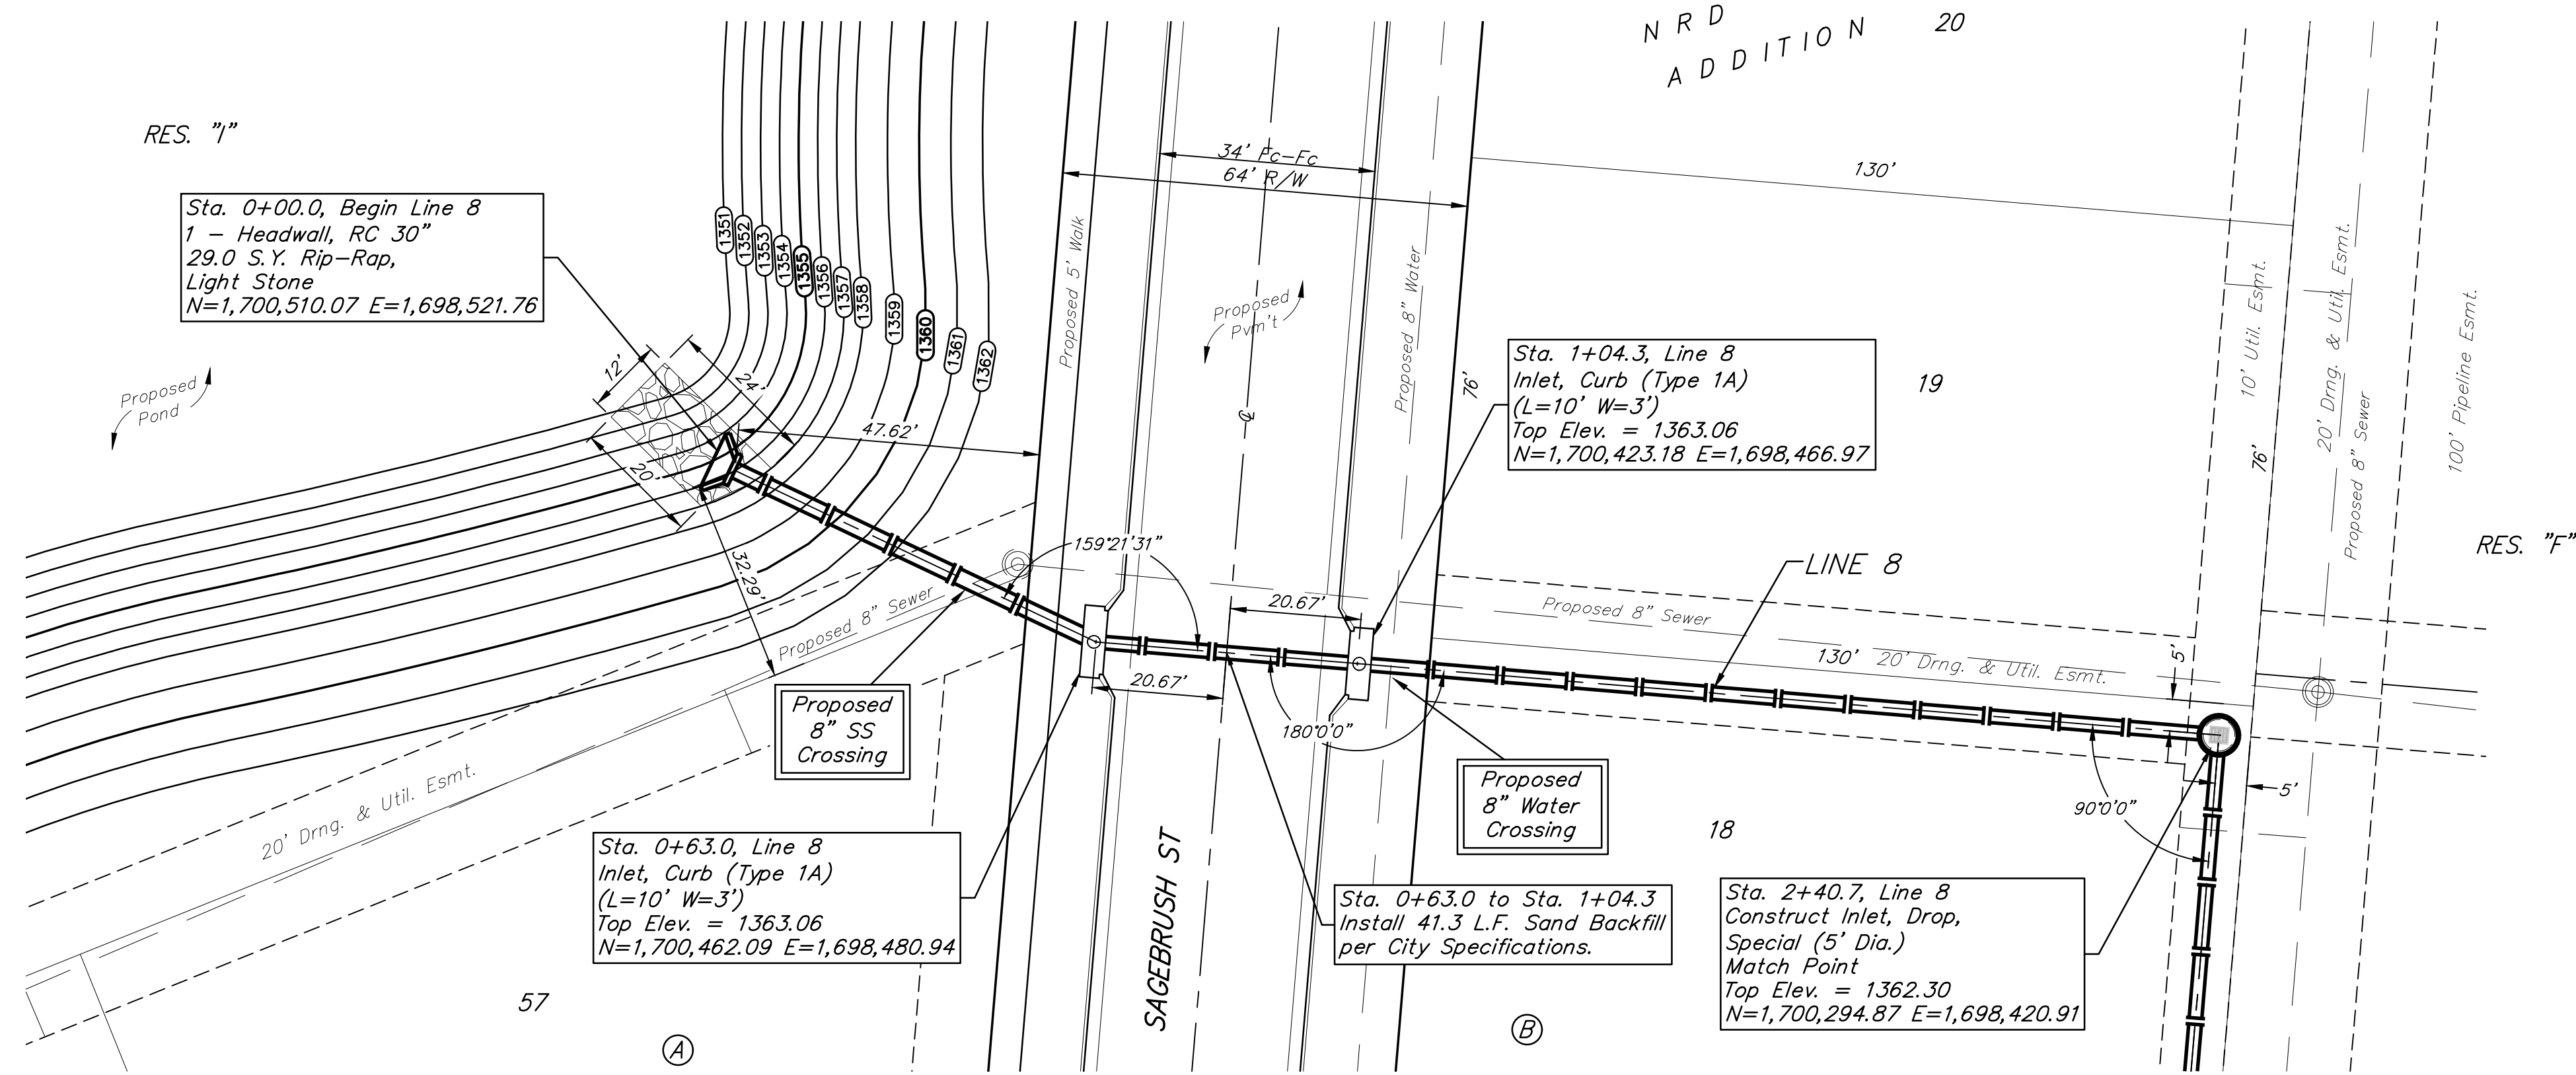 N R D
ADDITION
20
RES. "I"
Sta. 0+00.0, Begin Line 8
1 - Headwall, RC 30"
29.0 S.Y. Rip-Rap,
Light Stone
N=1,700,510.07 E=1,698,521.76
34' Fc-Fc
64' R/W
130'
1351
1352
1353
1354
1355
1356
1357
1358
1359
1360
1361
1362
Proposed 5' Walk
Proposed
Pvm't
Proposed 8" Water
76'
10' Util. Esmt.
20' Drng. & Util. Esmt.
Proposed 8" Sewer
100' Pipeline Esmt.
76'
Proposed
Pond
12'
24'
20'
47.62'
32.29'
℄
Sta. 1+04.3, Line 8
Inlet, Curb (Type 1A)
(L=10' W=3')
Top Elev. = 1363.06
N=1,700,423.18 E=1,698,466.97
19
RES. "F"
159°21'31"
LINE 8
20.67'
Proposed 8" Sewer
Proposed 8" Sewer
130'
20' Drng. & Util. Esmt.
5'
20.67'
180°0'0"
Proposed
8" SS
Crossing
Proposed
8" Water
Crossing
5'
90°0'0"
20' Drng. & Util. Esmt.
18
Sta. 0+63.0, Line 8
Inlet, Curb (Type 1A)
(L=10' W=3')
Top Elev. = 1363.06
N=1,700,462.09 E=1,698,480.94
SAGEBRUSH ST
Sta. 0+63.0 to Sta. 1+04.3
Install 41.3 L.F. Sand Backfill
per City Specifications.
Sta. 2+40.7, Line 8
Construct Inlet, Drop,
Special (5' Dia.)
Match Point
Top Elev. = 1362.30
N=1,700,294.87 E=1,698,420.91
57
A
B